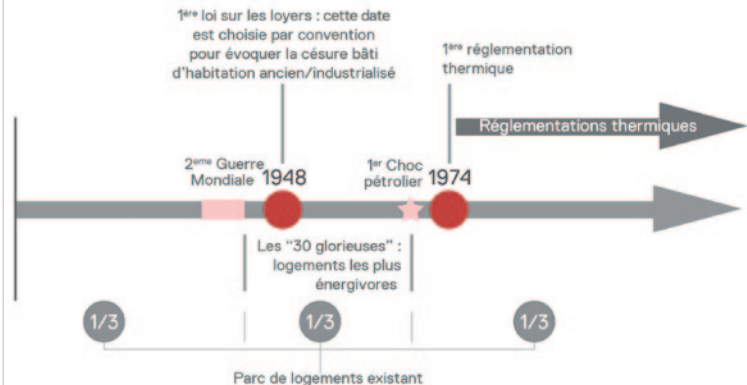 1ère loi sur les loyers : cette date
est choisie par convention
pour évoquer la césure bâti
d'habitation ancien/industrialisé
1ère réglementation
thermique
Réglementations thermiques
2eme Guerre
Mondiale
1948
1er Choc
pétrolier
1974
Les "30 glorieuses" :
logements les plus
énergivores
1/3
1/3
1/3
Parc de logements existant